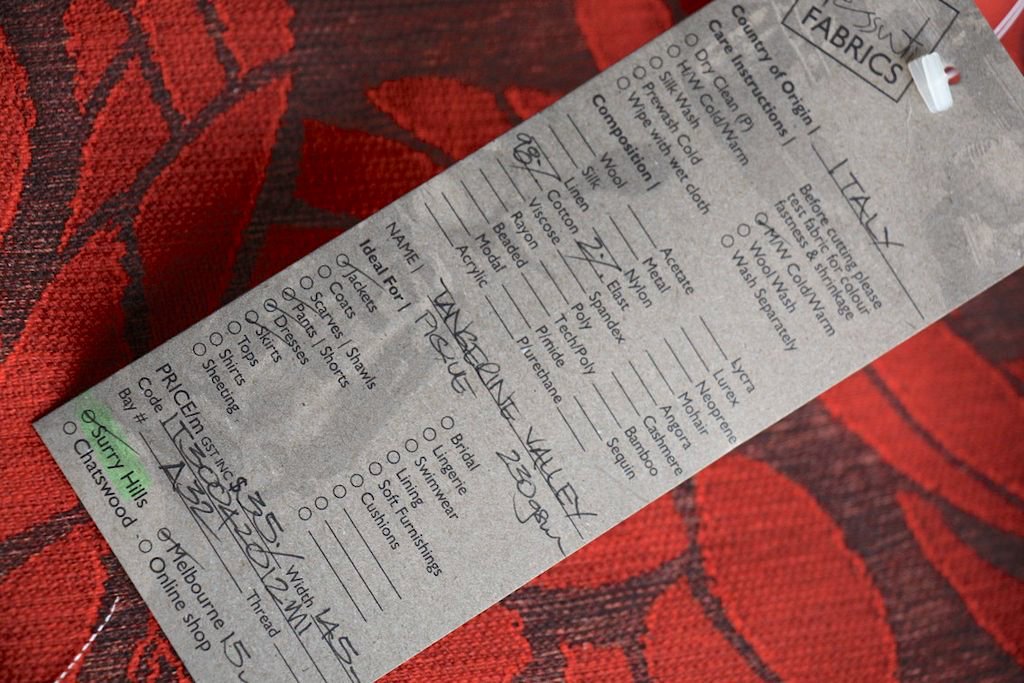 FABRICS
Country of Origin | ITALY
Care Instructions |
Dry Clean (P)
H/W Cold/Warm
Silk Wash
Prewash Cold
Wipe with wet cloth
Before cutting please
test fabric for colour
fastness & shrinkage
M/W Cold/Warm
Wool Wash
Wash Separately
Composition |
Wool
Silk
Linen
98% Cotton
Viscose
Rayon
Beaded
Modal
Acrylic
Acetate
Metal
Nylon
2% Elast
Spandex
Poly
Tech/Poly
P/mide
P/urethane
Lycra
Lurex
Neoprene
Mohair
Angora
Cashmere
Bamboo
Sequin
NAME | TANGERINE VALLEY
PIQUE 230gsm
Ideal For |
Jackets
Coats
Scarves | Shawls
Pants | Shorts
Dresses
Skirts
Tops
Shirts
Sheeting
Bridal
Lingerie
Swimwear
Lining
Soft Furnishings
Cushions
PRICE/m GST INC $35/ Width 145
Code
Bay # A32 Thread
Surry Hills
Chatswood
Melbourne 15
Online shop